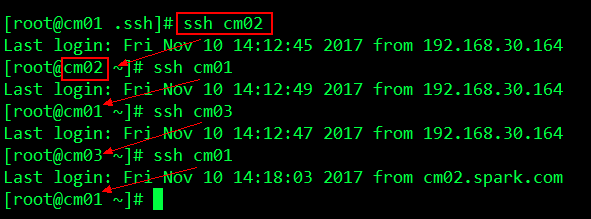 [root@cm01 .ssh]# ssh cm02
Last login: Fri Nov 10 14:12:45 2017 from 192.168.30.164
[root@cm02 ~]# ssh cm01
Last login: Fri Nov 10 14:12:49 2017 from 192.168.30.164
[root@cm01 ~]# ssh cm03
Last login: Fri Nov 10 14:12:47 2017 from 192.168.30.164
[root@cm03 ~]# ssh cm01
Last login: Fri Nov 10 14:18:03 2017 from cm02.spark.com
[root@cm01 ~]#